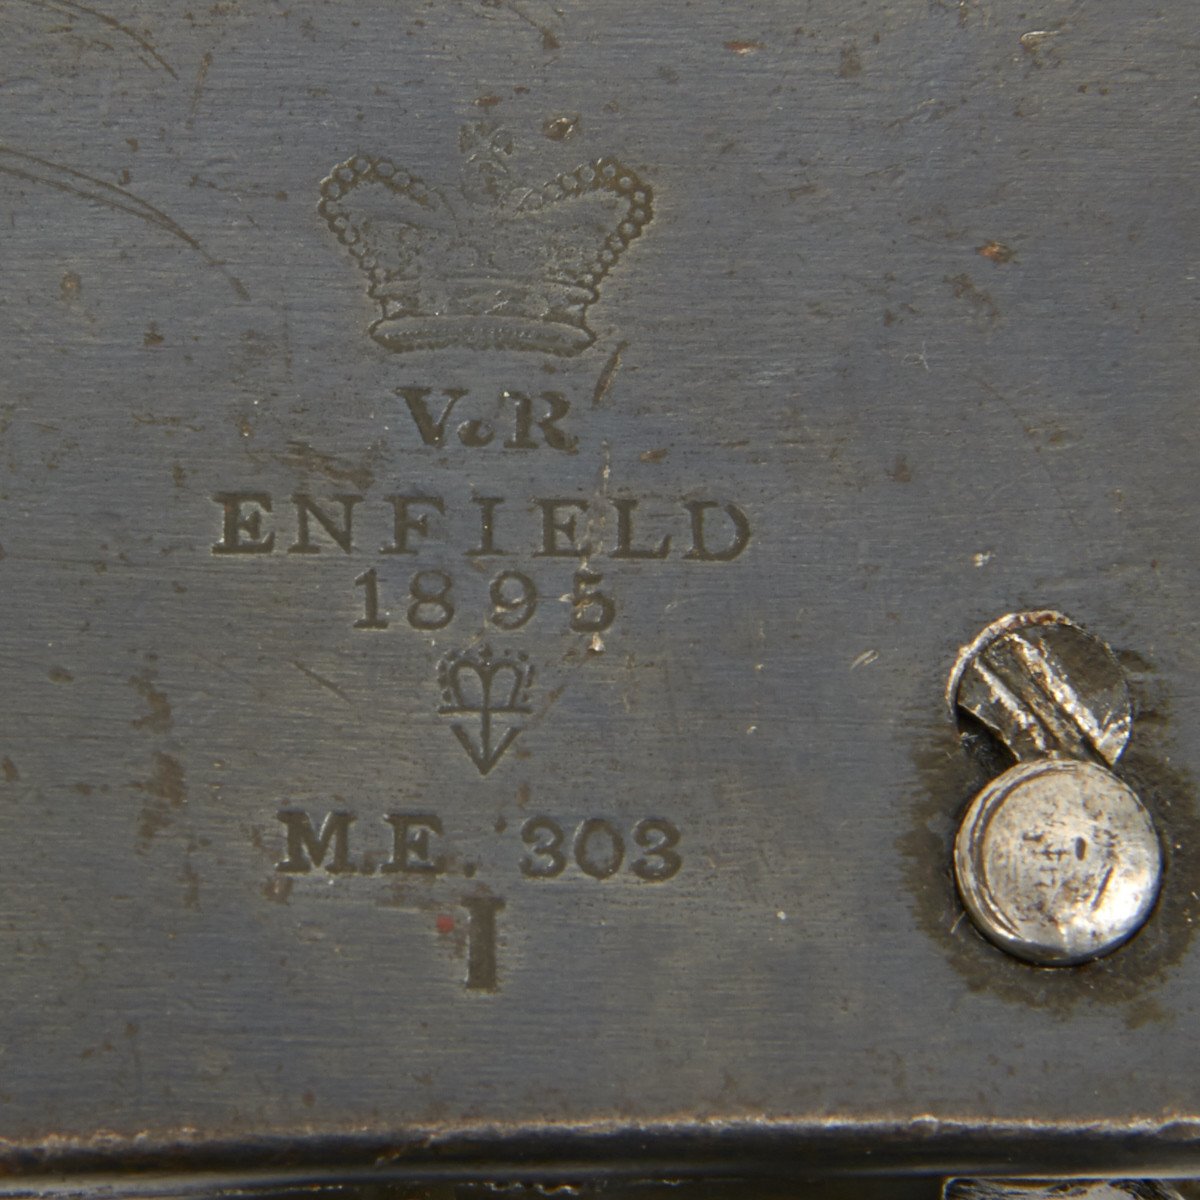 V.R
ENFIELD
1895
M.E. .303
I